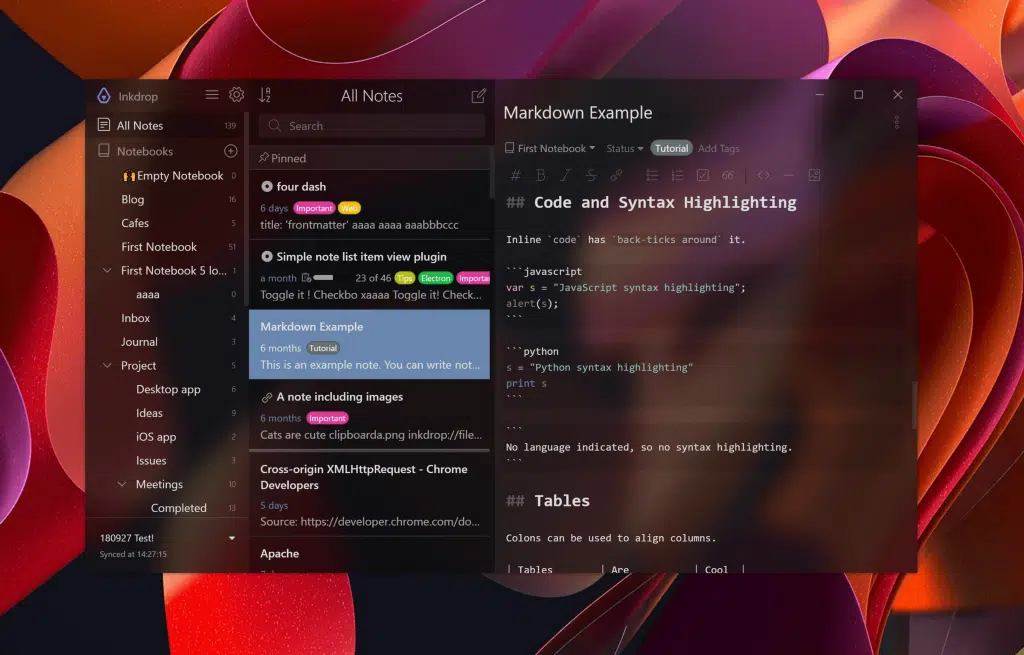 Inkdrop
All Notes 139
Notebooks
Empty Notebook 0
Blog 16
Cafes 6
First Notebook 51
First Notebook 5 lo... 1
aaaa 0
Inbox 4
Journal 3
Project 5
Desktop app 6
Ideas 9
iOS app 2
Issues 3
Meetings 10
Completed 13
180927 Test!
Synced at 14:27:15
All Notes
Search
Pinned
four dash
6 days Important Web
title: 'frontmatter' aaaa aaaa aaabbbccc
Simple note list item view plugin
a month 23 of 46 Tips Electron Importa
Toggle it ! Checkbo xaaaa Toggle it! Check...
Markdown Example
6 months Tutorial
This is an example note. You can write not...
A note including images
6 months Important
Cats are cute clipboarda.png inkdrop://file...
Cross-origin XMLHttpRequest - Chrome
Developers
5 days
Source: https://developer.chrome.com/do...
Apache
Markdown Example
First Notebook Status Tutorial Add Tags
## Code and Syntax Highlighting
Inline `code` has `back-ticks around` it.
```javascript
var s = "JavaScript syntax highlighting";
alert(s);
```
```python
s = "Python syntax highlighting"
print s
```
```
No language indicated, so no syntax highlighting.
```
## Tables
Colons can be used to align columns.
| Tables | Are | Cool |